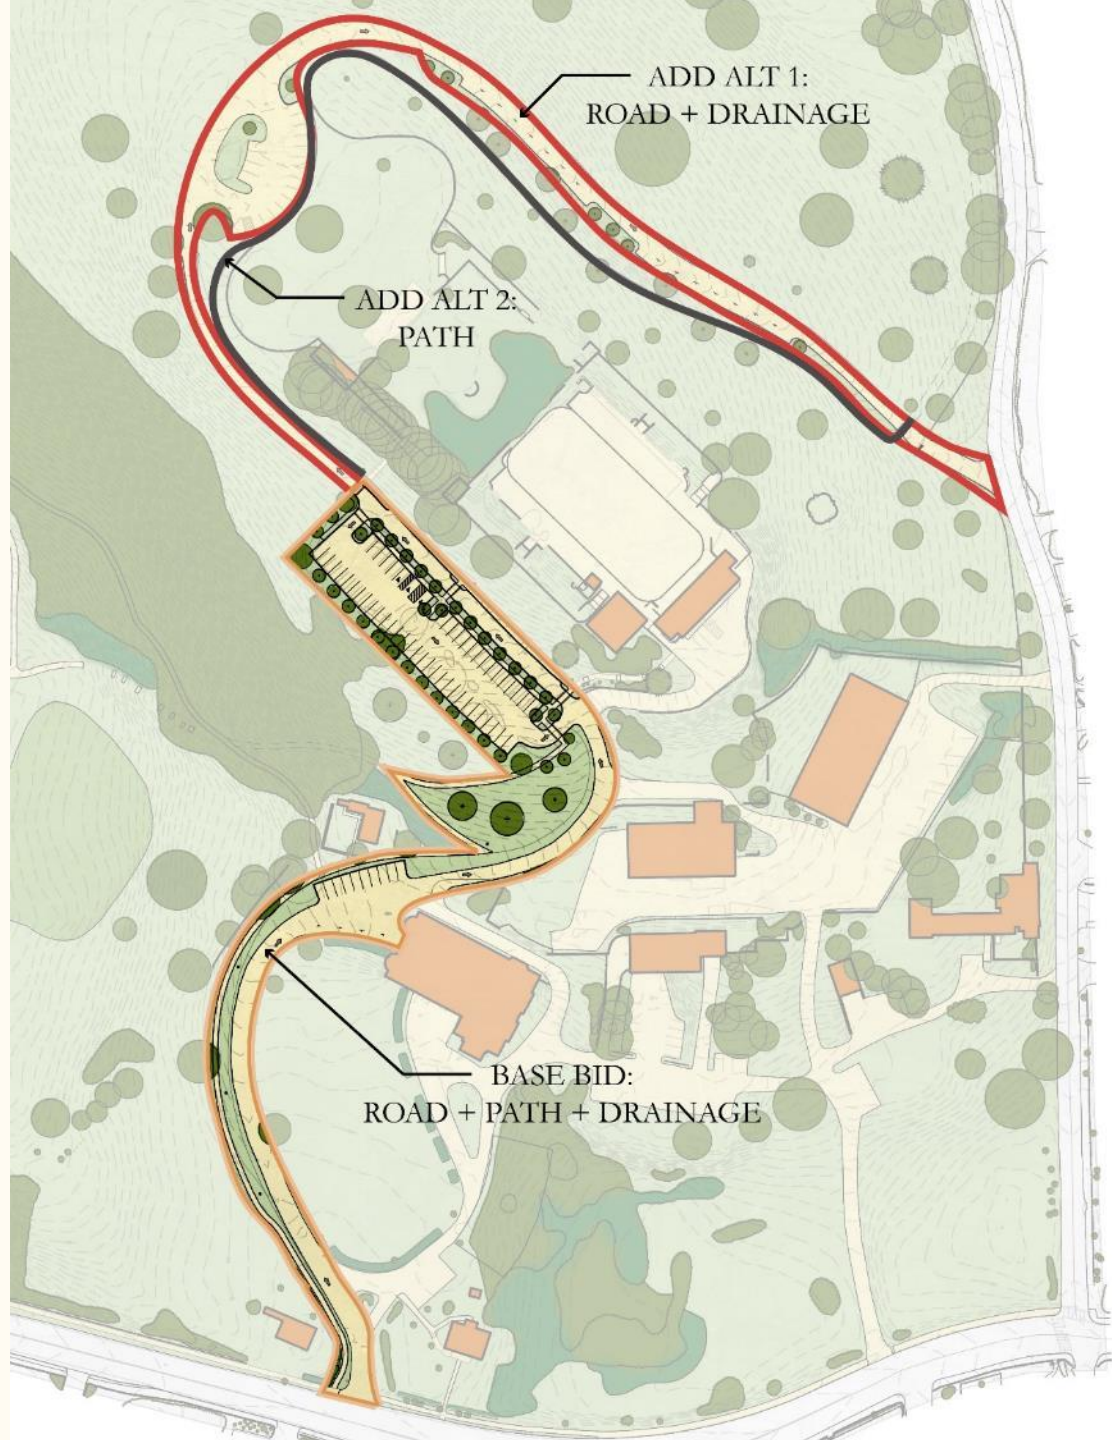 ADD ALT 1:
ROAD + DRAINAGE
ADD ALT 2:
PATH
BASE BID:
ROAD + PATH + DRAINAGE